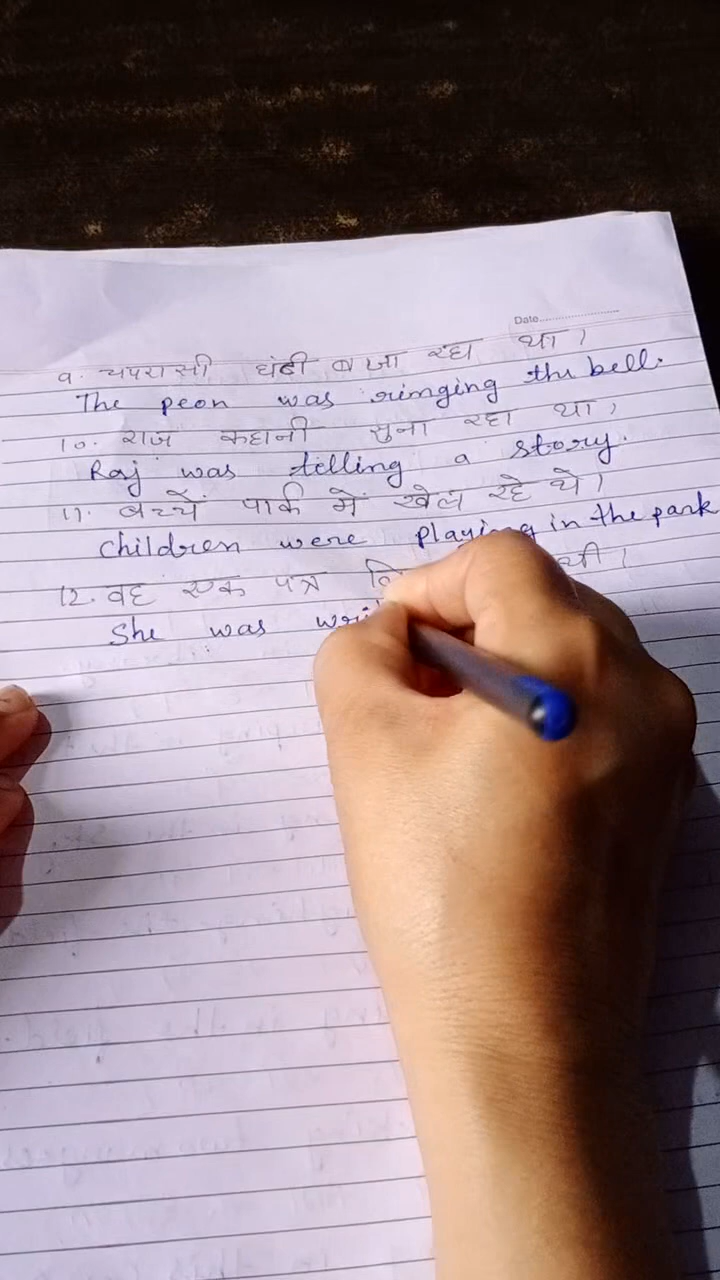 Date....................
9. चपरासी घंटी बजा रहा था।
The peon was ringing the bell.
10. राज कहानी सुना रहा था।
Raj was telling a story.
11. बच्चें पार्क में खेल रहे थे।
Children were playing in the park
12. वह एक पत्र थी।
She was